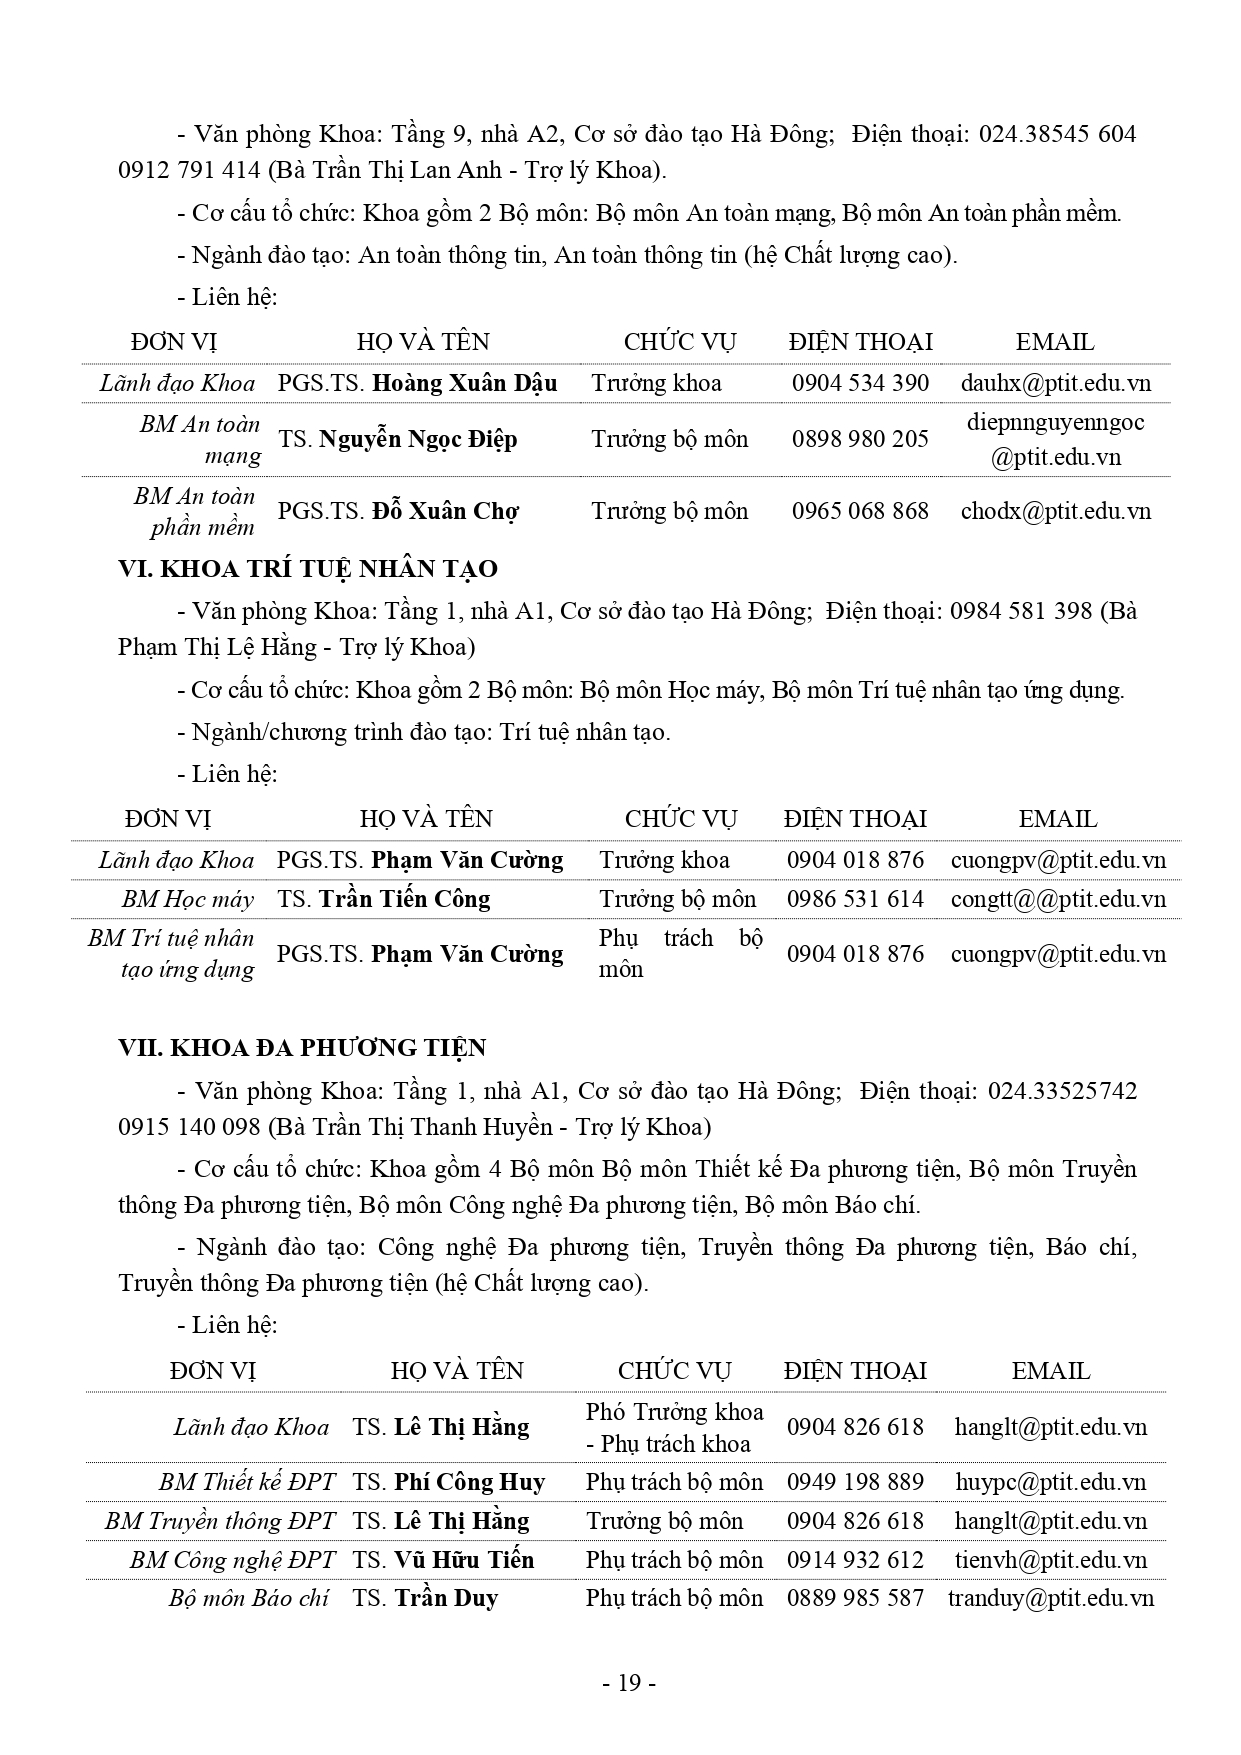 - Văn phòng Khoa: Tầng 9, nhà A2, Cơ sở đào tạo Hà Đông; Điện thoại: 024.38545 604
0912 791 414 (Bà Trần Thị Lan Anh - Trợ lý Khoa).
- Cơ cấu tổ chức: Khoa gồm 2 Bộ môn: Bộ môn An toàn mạng, Bộ môn An toàn phần mềm.
- Ngành đào tạo: An toàn thông tin, An toàn thông tin (hệ Chất lượng cao).
- Liên hệ:
ĐƠN VỊ HỌ VÀ TÊN CHỨC VỤ ĐIỆN THOẠI EMAIL
Lãnh đạo Khoa PGS.TS. Hoàng Xuân Dậu Trưởng khoa 0904 534 390 dauhx@ptit.edu.vn
BM An toàn
mạng TS. Nguyễn Ngọc Điệp Trưởng bộ môn 0898 980 205 diepnnguyenngoc
@ptit.edu.vn
BM An toàn
phần mềm PGS.TS. Đỗ Xuân Chợ Trưởng bộ môn 0965 068 868 chodx@ptit.edu.vn
VI. KHOA TRÍ TUỆ NHÂN TẠO
- Văn phòng Khoa: Tầng 1, nhà A1, Cơ sở đào tạo Hà Đông; Điện thoại: 0984 581 398 (Bà
Phạm Thị Lệ Hằng - Trợ lý Khoa)
- Cơ cấu tổ chức: Khoa gồm 2 Bộ môn: Bộ môn Học máy, Bộ môn Trí tuệ nhân tạo ứng dụng.
- Ngành/chương trình đào tạo: Trí tuệ nhân tạo.
- Liên hệ:
ĐƠN VỊ HỌ VÀ TÊN CHỨC VỤ ĐIỆN THOẠI EMAIL
Lãnh đạo Khoa PGS.TS. Phạm Văn Cường Trưởng khoa 0904 018 876 cuongpv@ptit.edu.vn
BM Học máy TS. Trần Tiến Công Trưởng bộ môn 0986 531 614 congtt@@ptit.edu.vn
BM Trí tuệ nhân
tạo ứng dụng PGS.TS. Phạm Văn Cường Phụ trách bộ
môn 0904 018 876 cuongpv@ptit.edu.vn
VII. KHOA ĐA PHƯƠNG TIỆN
- Văn phòng Khoa: Tầng 1, nhà A1, Cơ sở đào tạo Hà Đông; Điện thoại: 024.33525742
0915 140 098 (Bà Trần Thị Thanh Huyền - Trợ lý Khoa)
- Cơ cấu tổ chức: Khoa gồm 4 Bộ môn Bộ môn Thiết kế Đa phương tiện, Bộ môn Truyền
thông Đa phương tiện, Bộ môn Công nghệ Đa phương tiện, Bộ môn Báo chí.
- Ngành đào tạo: Công nghệ Đa phương tiện, Truyền thông Đa phương tiện, Báo chí,
Truyền thông Đa phương tiện (hệ Chất lượng cao).
- Liên hệ:
ĐƠN VỊ HỌ VÀ TÊN CHỨC VỤ ĐIỆN THOẠI EMAIL
Lãnh đạo Khoa TS. Lê Thị Hằng Phó Trưởng khoa
- Phụ trách khoa 0904 826 618 hanglt@ptit.edu.vn
BM Thiết kế ĐPT TS. Phí Công Huy Phụ trách bộ môn 0949 198 889 huypc@ptit.edu.vn
BM Truyền thông ĐPT TS. Lê Thị Hằng Trưởng bộ môn 0904 826 618 hanglt@ptit.edu.vn
BM Công nghệ ĐPT TS. Vũ Hữu Tiến Phụ trách bộ môn 0914 932 612 tienvh@ptit.edu.vn
Bộ môn Báo chí TS. Trần Duy Phụ trách bộ môn 0889 985 587 tranduy@ptit.edu.vn
- 19 -